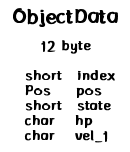 ObjectData
12 byte
short index
Pos pos
short state
char hp
char vel_1